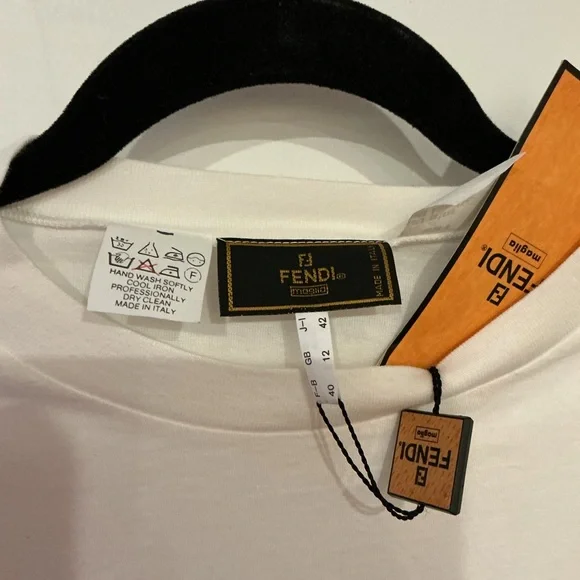 HAND WASH SOFTLY
COOL IRON
PROFESSIONALLY
DRY CLEAN
MADE IN ITALY
F
FENDI®
maglia
MADE IN ITALY
J-I 42
GB 12
F-B 40
FENDI®
maglia
FENDI®
maglia